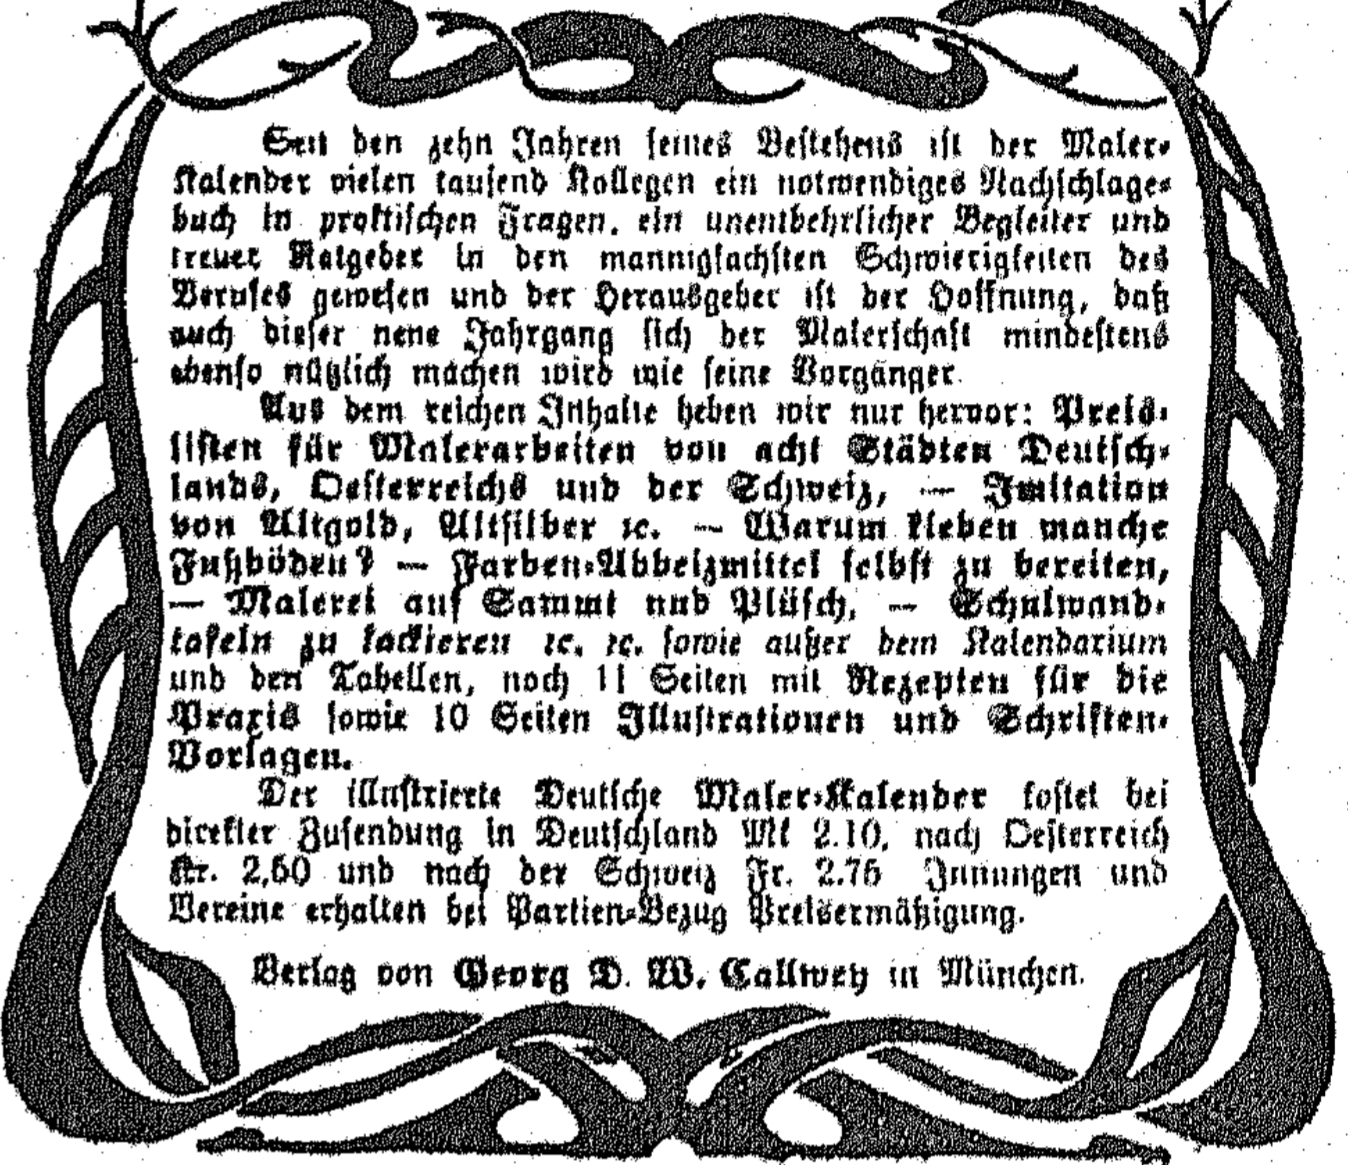 Seit den zehn Jahren seines Bestehens ist der Maler-
Kalender vielen tausend Kollegen ein notwendiges Nachschlage-
buch in praktischen Fragen, ein unentbehrlicher Begleiter und
treuer Ratgeber in den mannigfachsten Schwierigkeiten des
Berufes gewesen und der Herausgeber ist der Hoffnung, daß
auch dieser neue Jahrgang sich der Malerschaft mindestens
ebenso nützlich machen wird wie seine Vorgänger.
Aus dem reichen Inhalte heben wir nur hervor: Preis-
listen für Malerarbeiten von acht Städten Deutsch-
lands, Oesterreichs und der Schweiz, — Imitation
von Altgold, Altsilber ꝛc. — Warum kleben manche
Fußböden? — Farben-Abbeizmittel selbst zu bereiten,
— Malerei auf Sammt und Plüsch, — Schulwand-
tafeln zu lackieren ꝛc. ꝛc. sowie außer dem Kalendarium
und den Tabellen, noch 11 Seiten mit Rezepten für die
Praxis sowie 10 Seiten Illustrationen und Schriften-
Vorlagen.
Der illustrierte Deutsche Maler-Kalender kostet bei
direkter Zusendung in Deutschland Mk 2.10, nach Oesterreich
Kr. 2,60 und nach der Schweiz Fr. 2.75 Innungen und
Vereine erhalten bei Partien-Bezug Preisermäßigung.
Verlag von Georg D. W. Callwey in München.